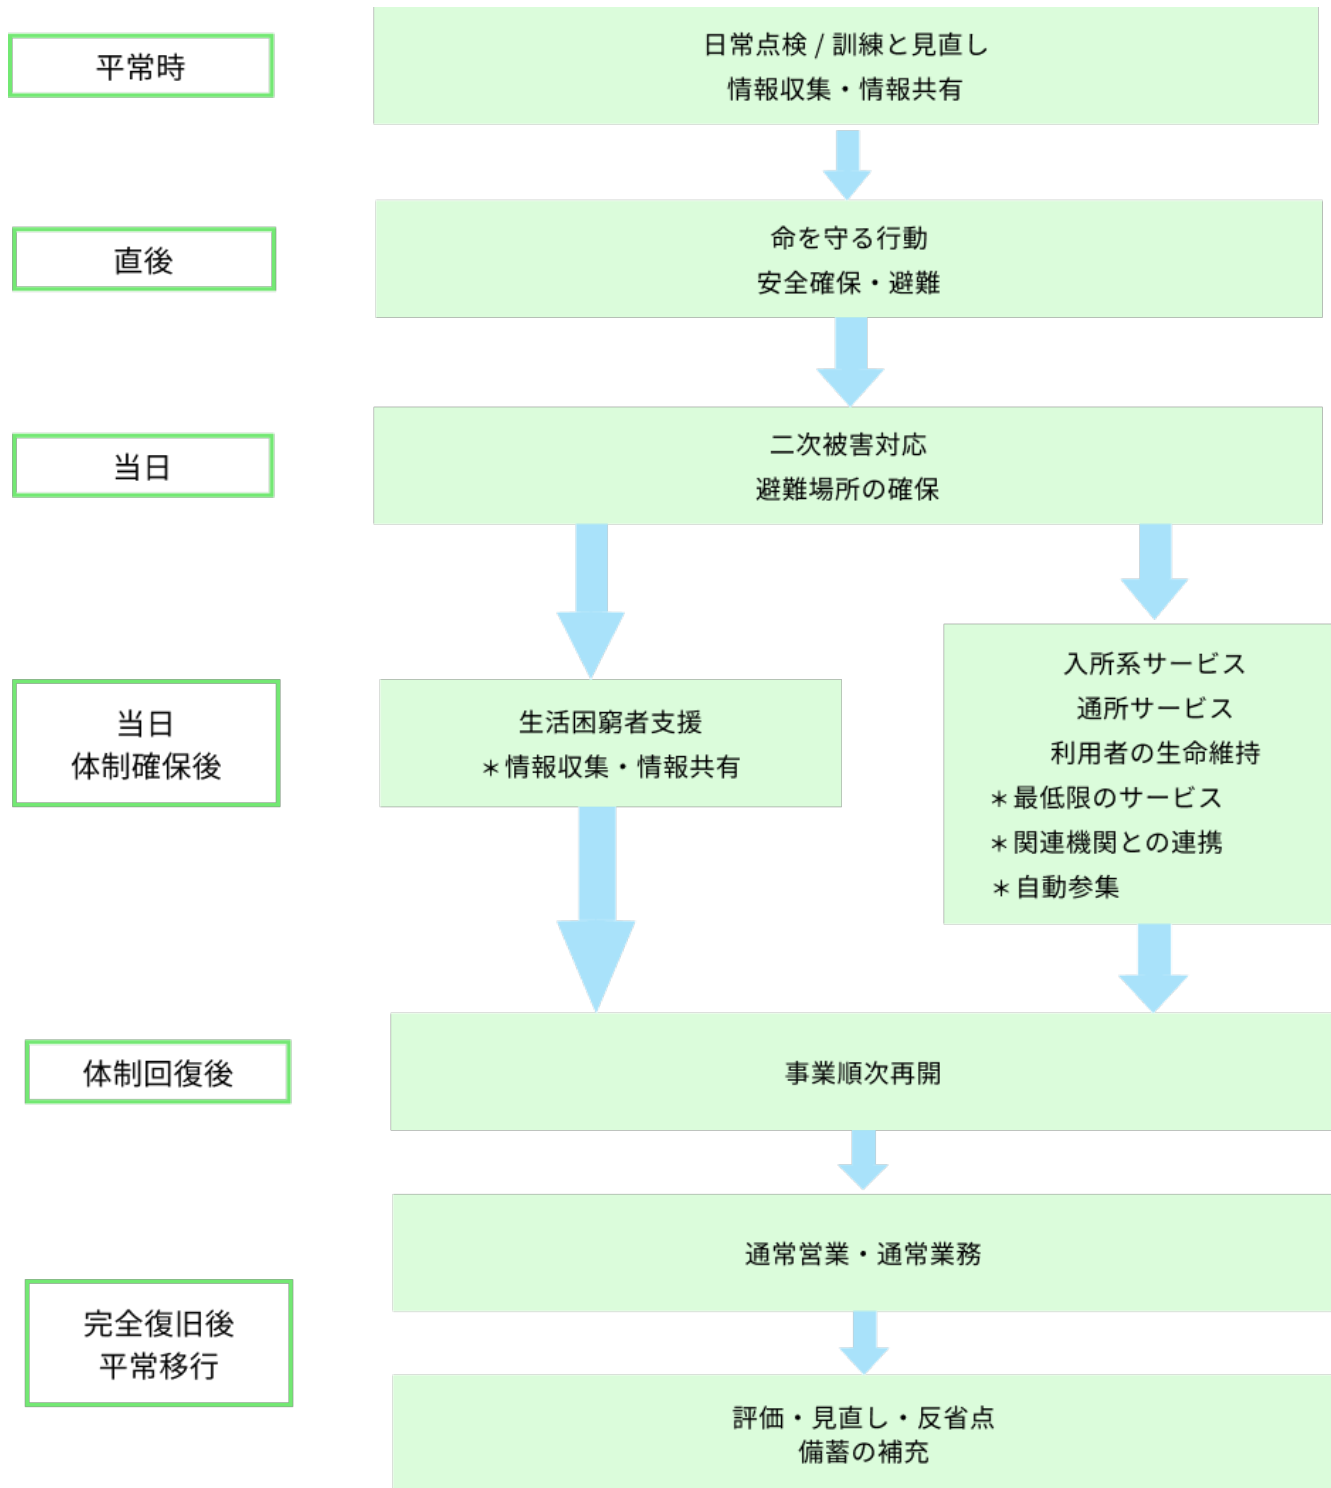 平常時
日常点検 / 訓練と見直し
情報収集・情報共有
直後
命を守る行動
安全確保・避難
当日
二次被害対応
避難場所の確保
当日
体制確保後
生活困窮者支援
＊情報収集・情報共有
入所系サービス
通所サービス
利用者の生命維持
＊最低限のサービス
＊関連機関との連携
＊自動参集
体制回復後
事業順次再開
通常営業・通常業務
完全復旧後
平常移行
評価・見直し・反省点
備蓄の補充